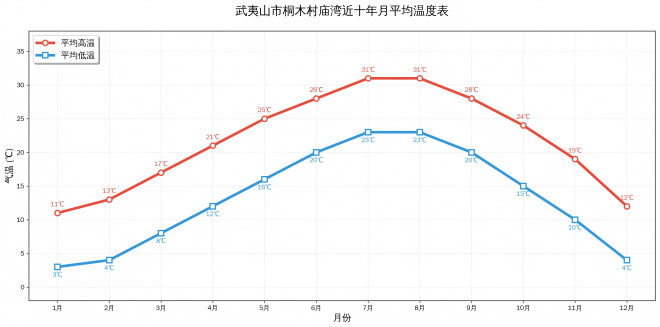 武夷山市桐木村庙湾近十年月平均温度表
平均高温
平均低温
气温 (℃)
35
30
25
20
15
10
5
0
11℃ 13℃ 17℃ 21℃ 25℃ 28℃ 31℃ 31℃ 28℃ 24℃ 19℃ 12℃
3℃ 4℃ 8℃ 12℃ 16℃ 20℃ 23℃ 23℃ 20℃ 15℃ 10℃ 4℃
1月 2月 3月 4月 5月 6月 7月 8月 9月 10月 11月 12月
月份